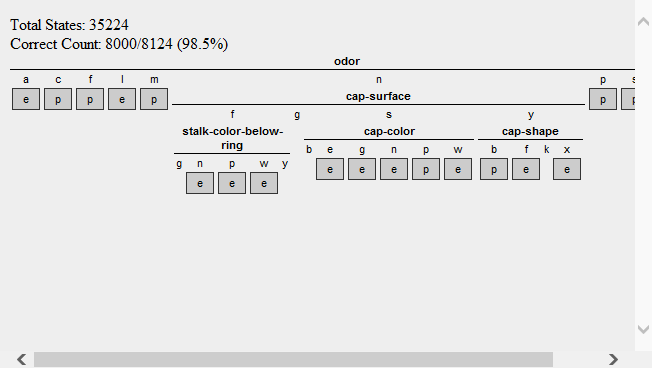 Total States: 35224
Correct Count: 8000/8124 (98.5%)
odor
a c f l m n p s
e p p e p cap-surface p p
f g s y
stalk-color-below-ring cap-color cap-shape
g n p w y b e g n p w b f k x
e e e e e e p e p e e